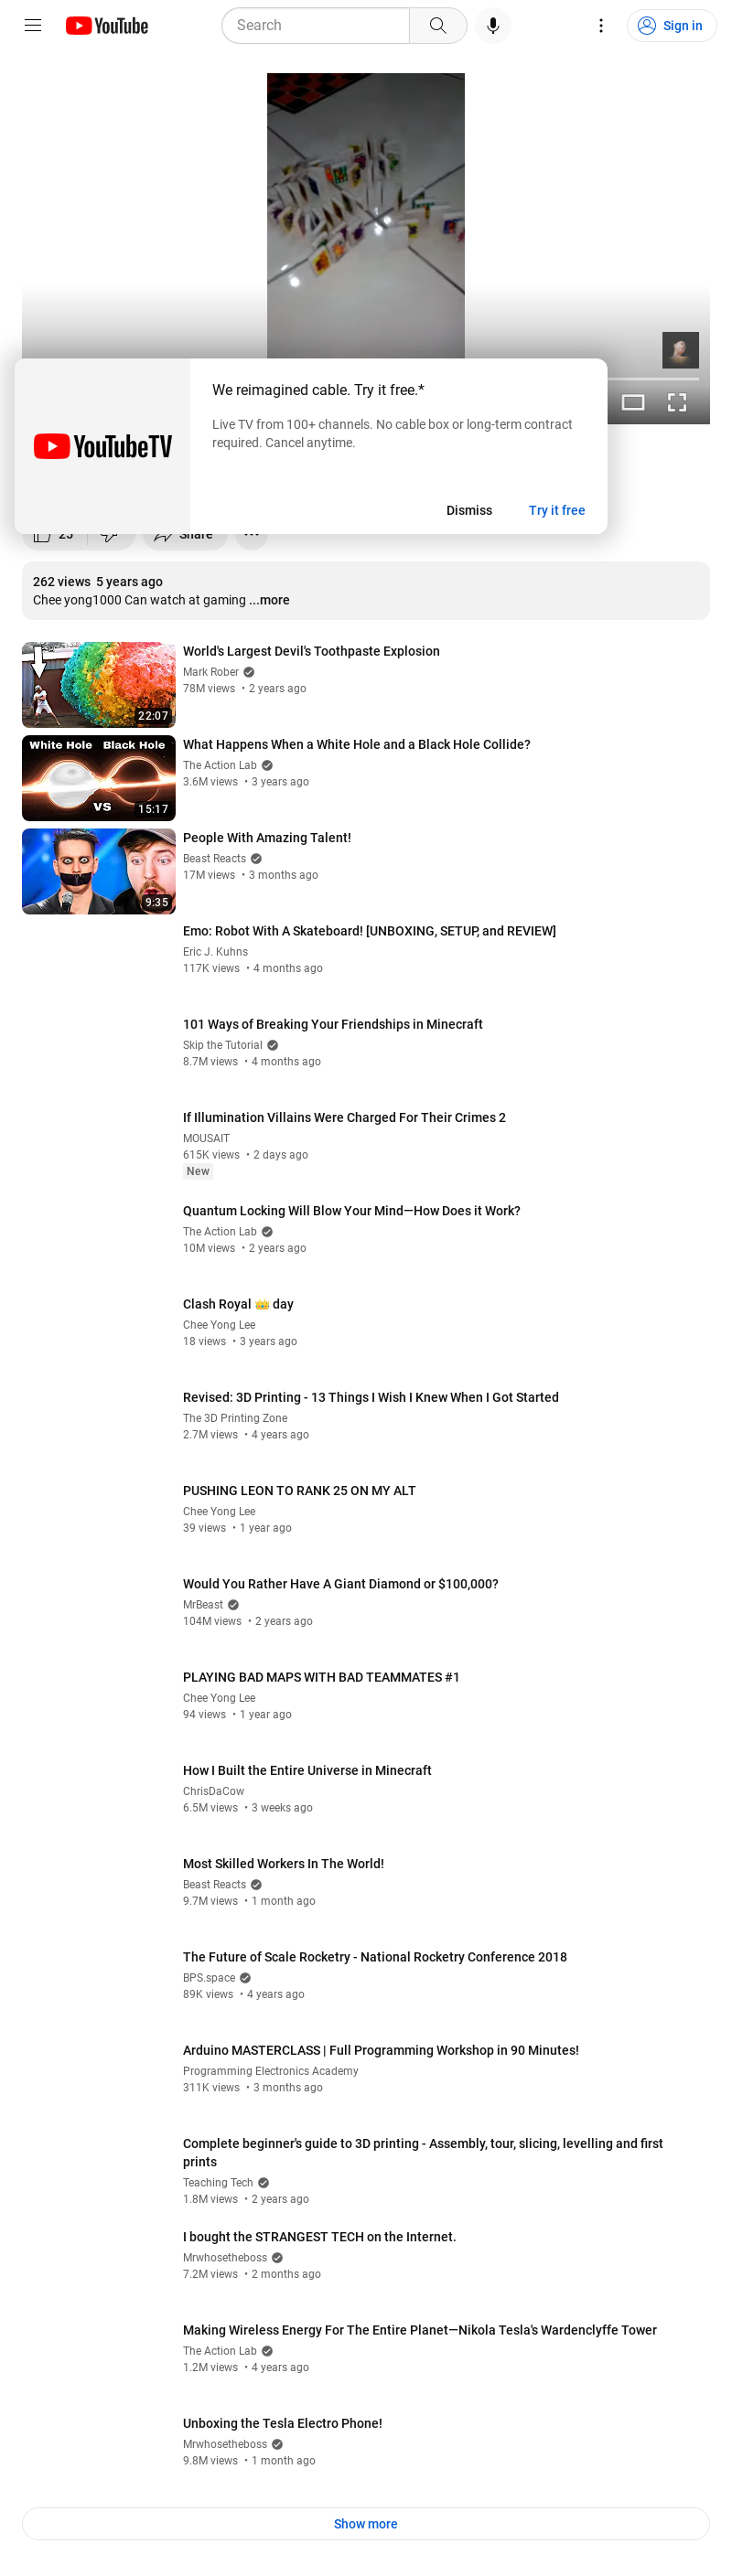 YouTube
Search
Sign in
We reimagined cable. Try it free.*
YouTubeTV
Live TV from 100+ channels. No cable box or long-term contract
required. Cancel anytime.
Dismiss
Try it free
25
Share
262 views 5 years ago
Chee yong1000 Can watch at gaming ...more
World's Largest Devil's Toothpaste Explosion
Mark Rober
78M views • 2 years ago
22:07
What Happens When a White Hole and a Black Hole Collide?
White Hole Black Hole
The Action Lab
3.6M views • 3 years ago
VS
15:17
People With Amazing Talent!
Beast Reacts
17M views • 3 months ago
9:35
Emo: Robot With A Skateboard! [UNBOXING, SETUP, and REVIEW]
Eric J. Kuhns
117K views • 4 months ago
101 Ways of Breaking Your Friendships in Minecraft
Skip the Tutorial
8.7M views • 4 months ago
If Illumination Villains Were Charged For Their Crimes 2
MOUSAIT
615K views • 2 days ago
New
Quantum Locking Will Blow Your Mind—How Does it Work?
The Action Lab
10M views • 2 years ago
Clash Royal 👑 day
Chee Yong Lee
18 views • 3 years ago
Revised: 3D Printing - 13 Things I Wish I Knew When I Got Started
The 3D Printing Zone
2.7M views • 4 years ago
PUSHING LEON TO RANK 25 ON MY ALT
Chee Yong Lee
39 views • 1 year ago
Would You Rather Have A Giant Diamond or $100,000?
MrBeast
104M views • 2 years ago
PLAYING BAD MAPS WITH BAD TEAMMATES #1
Chee Yong Lee
94 views • 1 year ago
How I Built the Entire Universe in Minecraft
ChrisDaCow
6.5M views • 3 weeks ago
Most Skilled Workers In The World!
Beast Reacts
9.7M views • 1 month ago
The Future of Scale Rocketry - National Rocketry Conference 2018
BPS.space
89K views • 4 years ago
Arduino MASTERCLASS | Full Programming Workshop in 90 Minutes!
Programming Electronics Academy
311K views • 3 months ago
Complete beginner's guide to 3D printing - Assembly, tour, slicing, levelling and first
prints
Teaching Tech
1.8M views • 2 years ago
I bought the STRANGEST TECH on the Internet.
Mrwhosetheboss
7.2M views • 2 months ago
Making Wireless Energy For The Entire Planet—Nikola Tesla's Wardenclyffe Tower
The Action Lab
1.2M views • 4 years ago
Unboxing the Tesla Electro Phone!
Mrwhosetheboss
9.8M views • 1 month ago
Show more